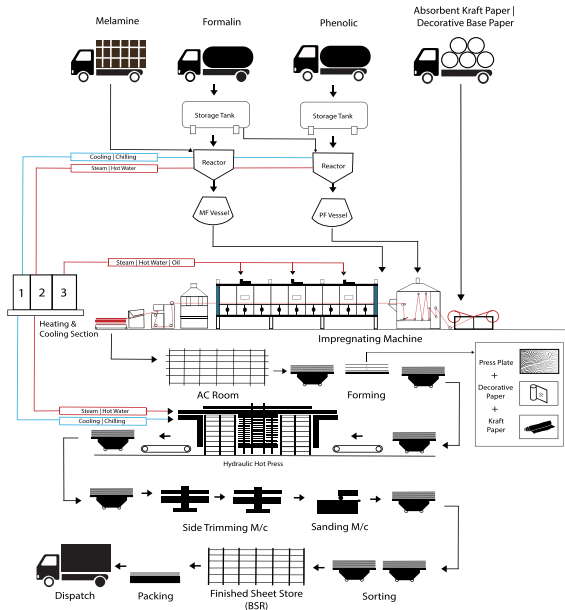 Melamine
Formalin
Phenolic
Absorbent Kraft Paper |
Decorative Base Paper
Storage Tank
Storage Tank
Cooling | Chilling
Reactor
Reactor
Steam | Hot Water
MF Vessel
PF Vessel
Steam | Hot Water | Oil
1
2
3
Heating &
Cooling Section
Impregnating Machine
Press Plate
+
Decorative
Paper
+
Kraft
Paper
AC Room
Forming
Steam | Hot Water
Cooling | Chilling
Hydraulic Hot Press
Side Trimming M/c
Sanding M/c
Dispatch
Packing
Finished Sheet Store
(BSR)
Sorting